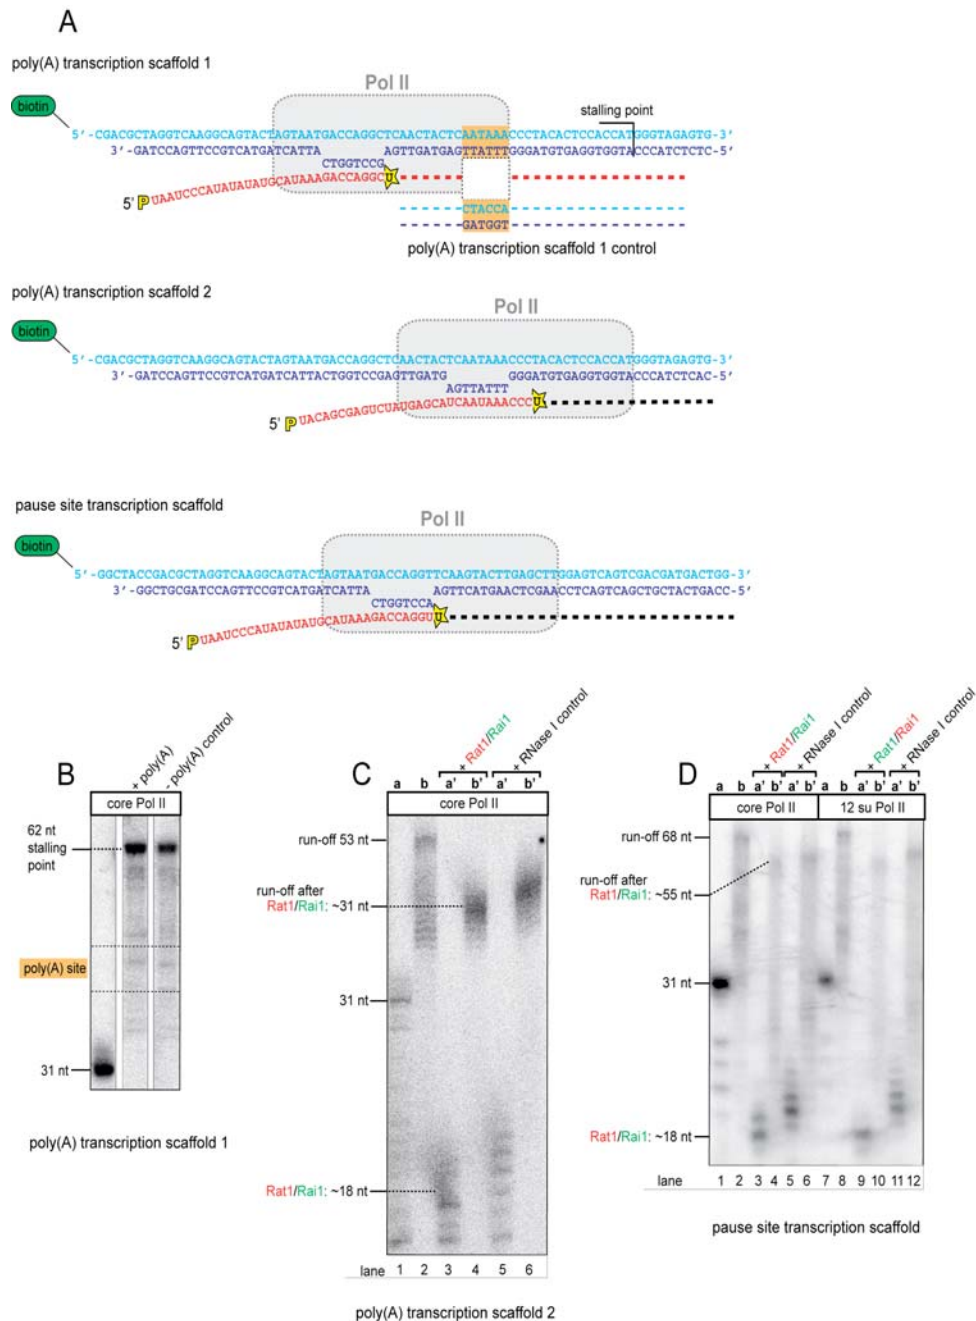 A
poly(A) transcription scaffold 1
Pol II
biotin
stalling point
5'-CGACGCTAGGTCAAGGCAGTACTAGTAATGACCAGGCTCAACTACTCAATAAACCCTACACTCCACCATGGGTAGAGTG-3'
3'-GATCCAGTTCCGTCATGATCATTA AGTTGATGAGTTATTTGGGATGTGAGGTGGTACCCATCTCTC-5'
CTGGTCCG
5' P UAAUCCCAUAUAUAUGCAUAAAGACCAGGCU
CTACCA
GATGGT
poly(A) transcription scaffold 1 control
poly(A) transcription scaffold 2
Pol II
biotin
5'-CGACGCTAGGTCAAGGCAGTACTAGTAATGACCAGGCTCAACTACTCAATAAACCCTACACTCCACCATGGGTAGAGTG-3'
3'-GATCCAGTTCCGTCATGATCATTACTGGTCCGAGTTGATG GGGATGTGAGGTGGTACCCATCTCAC-5'
AGTTATTT
5' P UACAGCGAGUCUAUGAGCAUCAAUAAACCCU
pause site transcription scaffold
Pol II
biotin
5'-GGCTACCGACGCTAGGTCAAGGCAGTACTAGTAATGACCAGGTTCAAGTACTTGAGCTTGGAGTCAGTCGACGATGACTGG-3'
3'-GGCTGCGATCCAGTTCCGTCATGATCATTA AGTTCATGAACTCGAACCTCAGTCAGCTGCTACTGACC-5'
CTGGTCCA
5' P UAAUCCCAUAUAUAUGCAUAAAGACCAGGUU
B
+ poly(A)
- poly(A) control
core Pol II
62 nt
stalling
point
poly(A) site
31 nt
poly(A) transcription scaffold 1
C
+ Rat1/Rai1
+ RNase I control
a b a' b' a' b'
core Pol II
run-off 53 nt
run-off after
Rat1/Rai1: ~31 nt
31 nt
Rat1/Rai1: ~18 nt
lane 1 2 3 4 5 6
poly(A) transcription scaffold 2
D
+ Rat1/Rai1
+ RNase I control
+ Rat1/Rai1
+ RNase I control
a b a' b' a' b' a b a' b' a' b'
core Pol II 12 su Pol II
run-off 68 nt
run-off after
Rat1/Rai1: ~55 nt
31 nt
Rat1/Rai1: ~18 nt
lane 1 2 3 4 5 6 7 8 9 10 11 12
pause site transcription scaffold